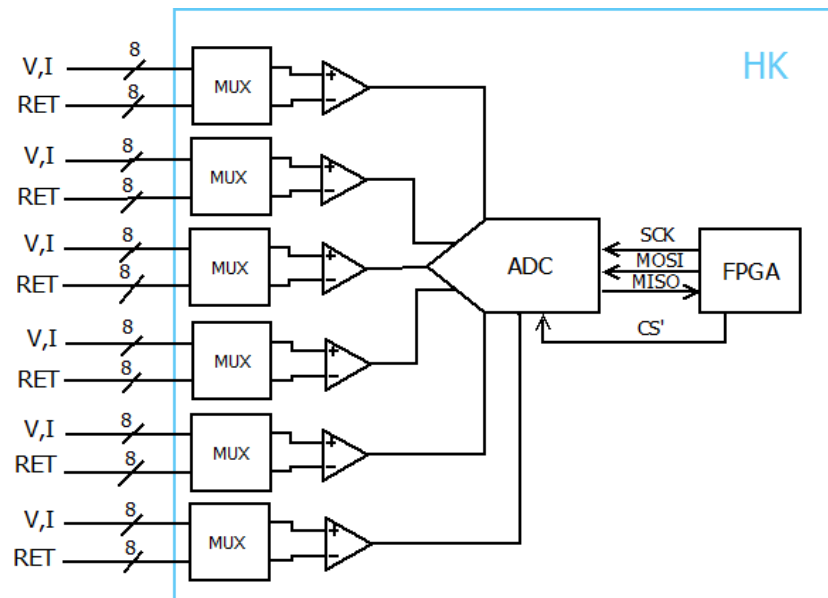 HK
8
V,I
8
RET
MUX
+
−
8
V,I
8
RET
MUX
+
−
8
V,I
8
RET
MUX
+
−
ADC
SCK
MOSI
MISO
FPGA
CS'
8
V,I
8
RET
MUX
+
−
8
V,I
8
RET
MUX
+
−
8
V,I
8
RET
MUX
+
−